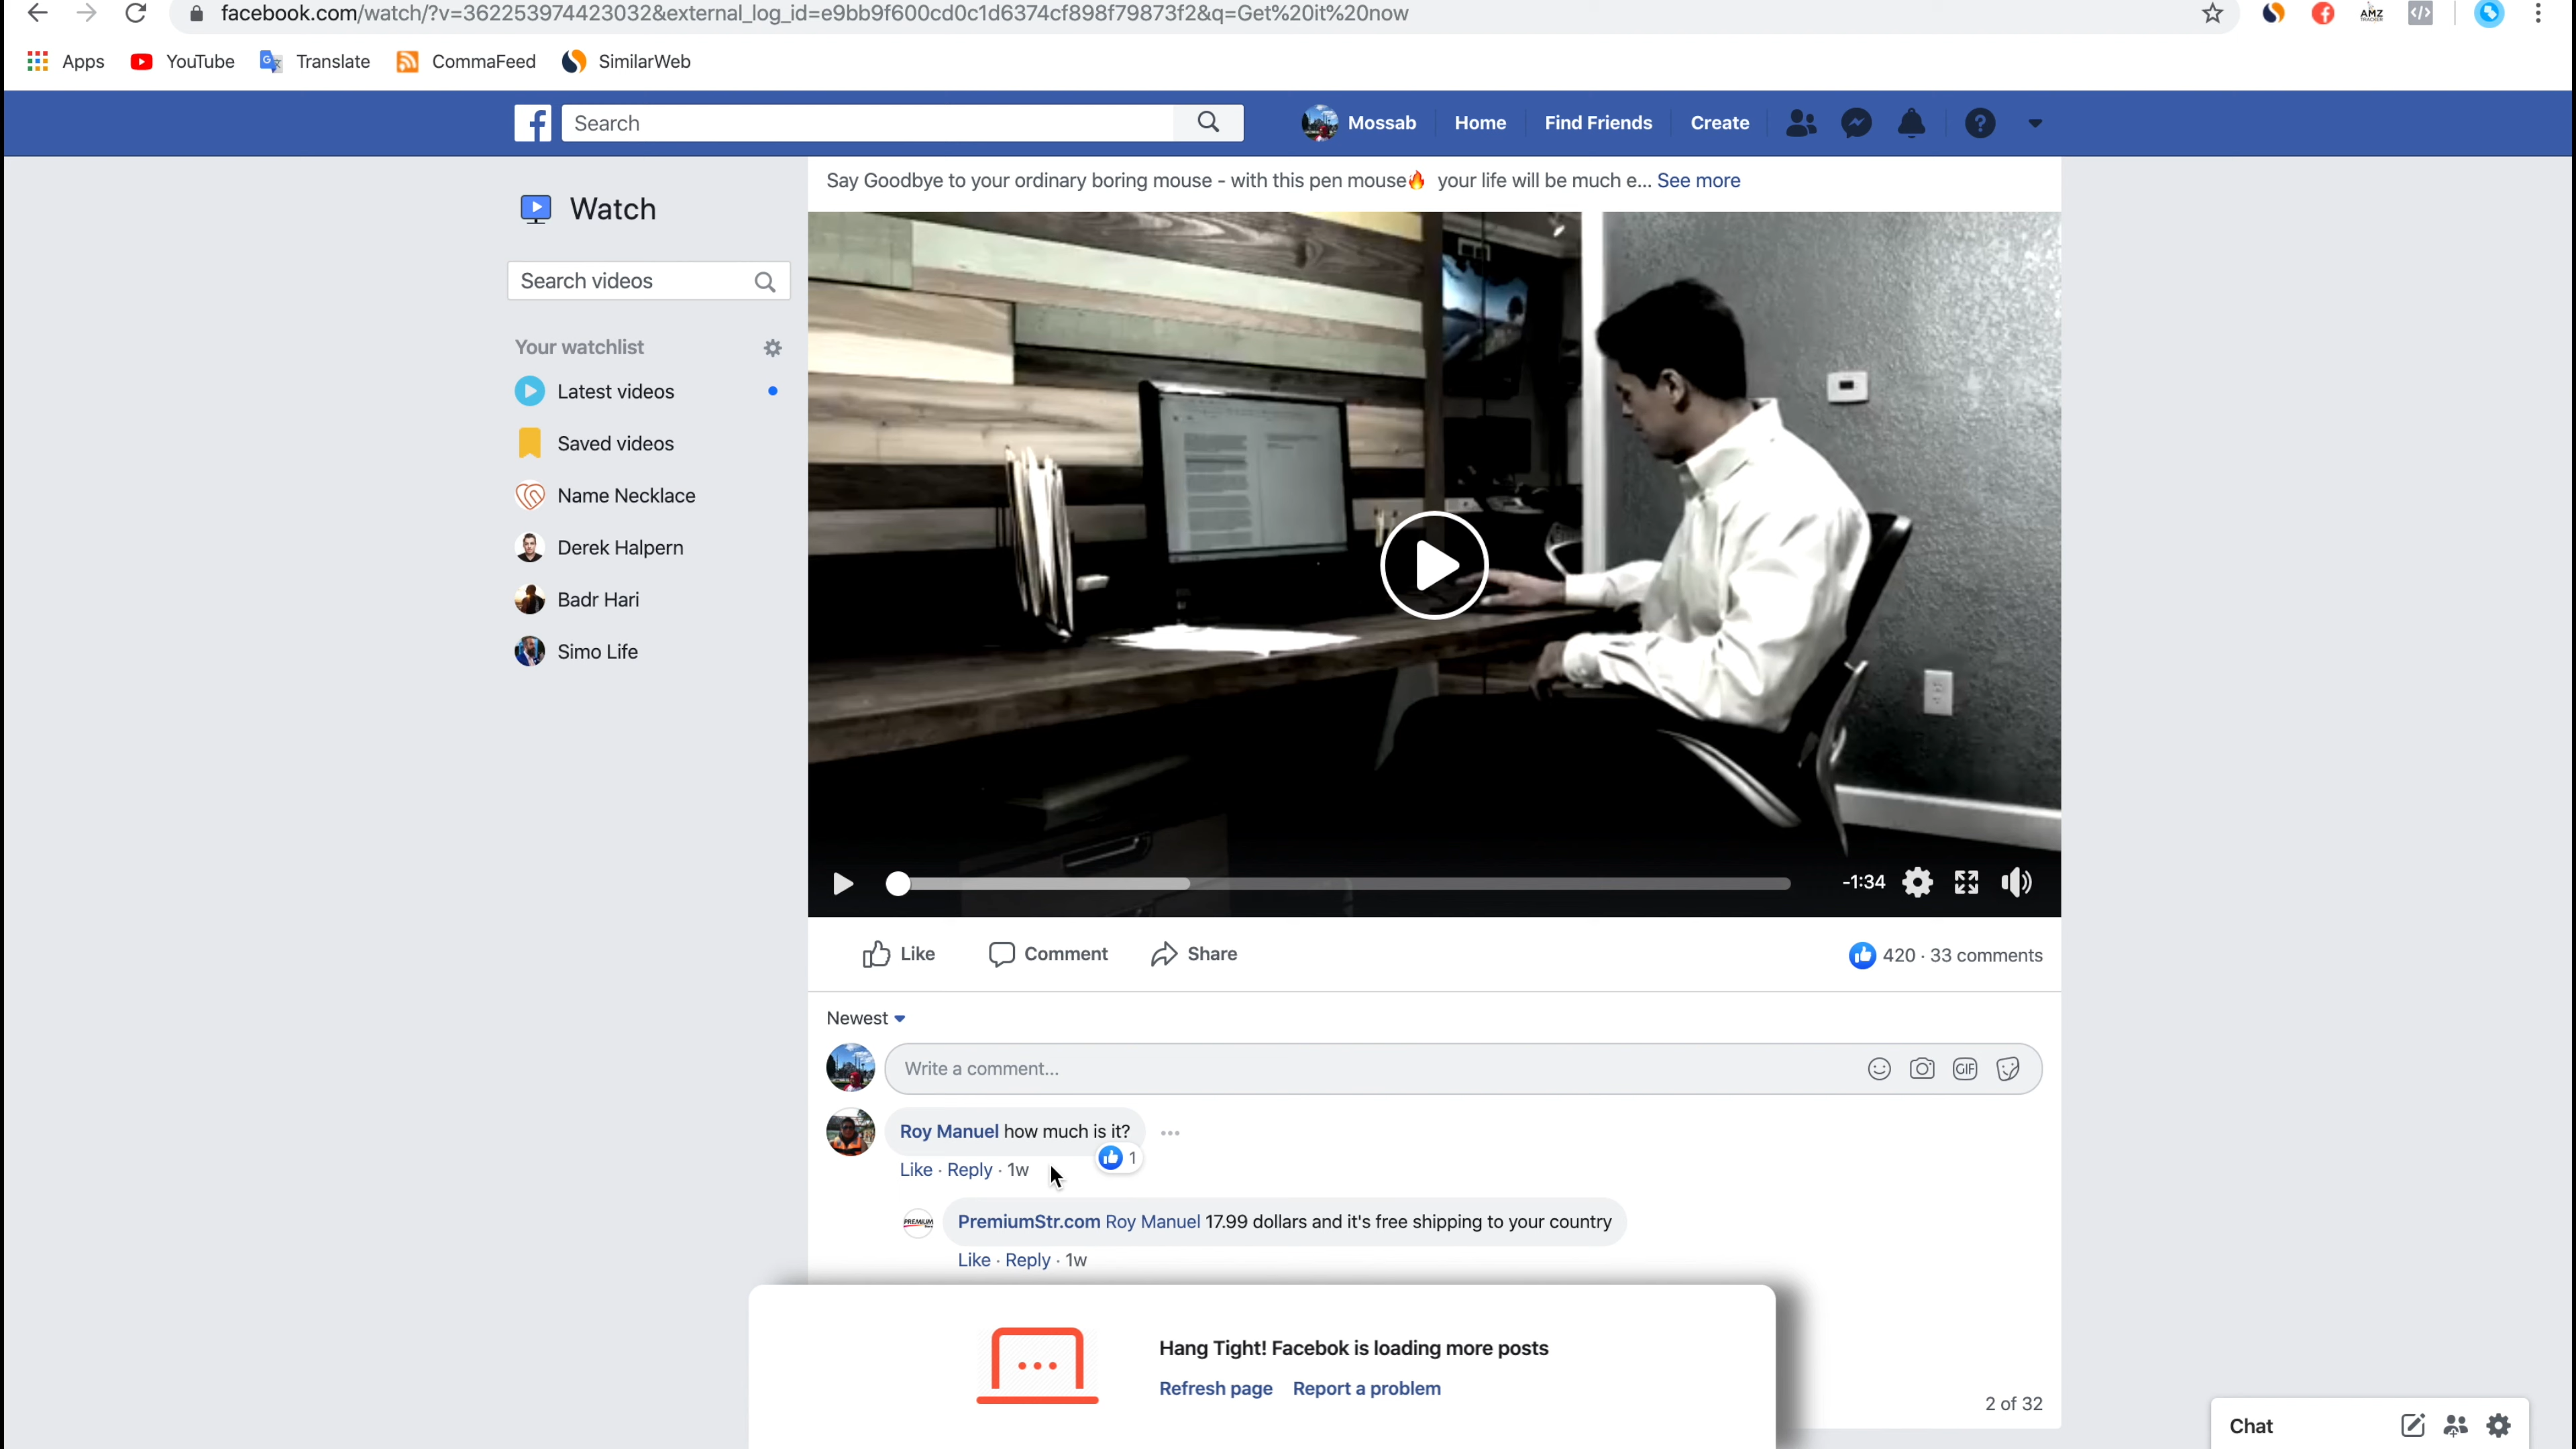 facebook.com/watch/?v=362253974423032&external_log_id=e9bb9f600cd0c1d6374cf898f79873f2&q=Get%20it%20now
AMZ
TRACKER
Apps YouTube Translate CommaFeed SimilarWeb
Search
Mossab Home Find Friends Create
Watch
Search videos
Your watchlist
Latest videos
Saved videos
Name Necklace
Derek Halpern
Badr Hari
Simo Life
Say Goodbye to your ordinary boring mouse - with this pen mouse🔥 your life will be much e... See more
-1:34
Like Comment Share
420 · 33 comments
Newest
Write a comment...
GIF
Roy Manuel how much is it?
1
Like · Reply · 1w
PREMIUM
PremiumStr.com Roy Manuel 17.99 dollars and it's free shipping to your country
Like · Reply · 1w
Hang Tight! Facebok is loading more posts
Refresh page Report a problem
2 of 32
Chat